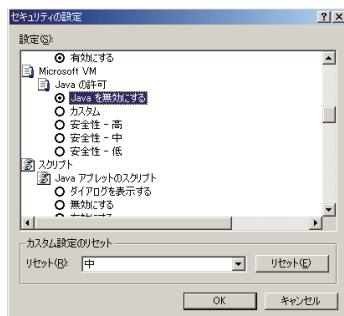 セキュリティの設定
設定(S):
有効にする
Microsoft VM
Java の許可
Java を無効にする
カスタム
安全性 - 高
安全性 - 中
安全性 - 低
スクリプト
Java アプレットのスクリプト
ダイアログを表示する
無効にする
有効にする
カスタム設定のリセット
リセット(R): 中 リセット(E)
OK キャンセル